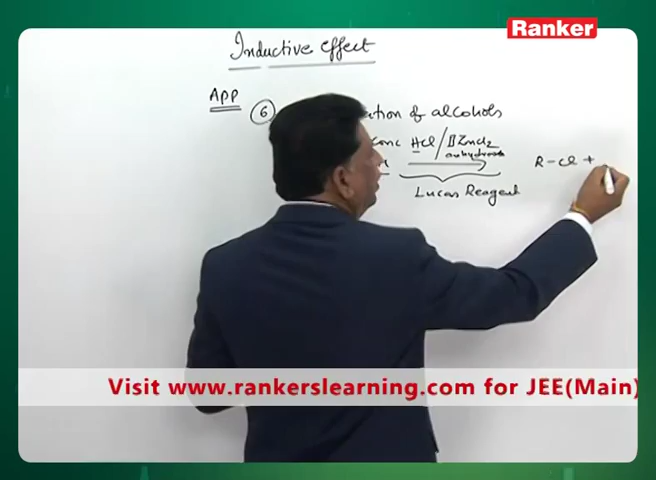 Ranker
Inductive effect
APP
6 of alcohols
conc HCl / ZnCl2
anhydrous
R-Cl +
Lucas Reagent
Visit www.rankerslearning.com for JEE(Main)